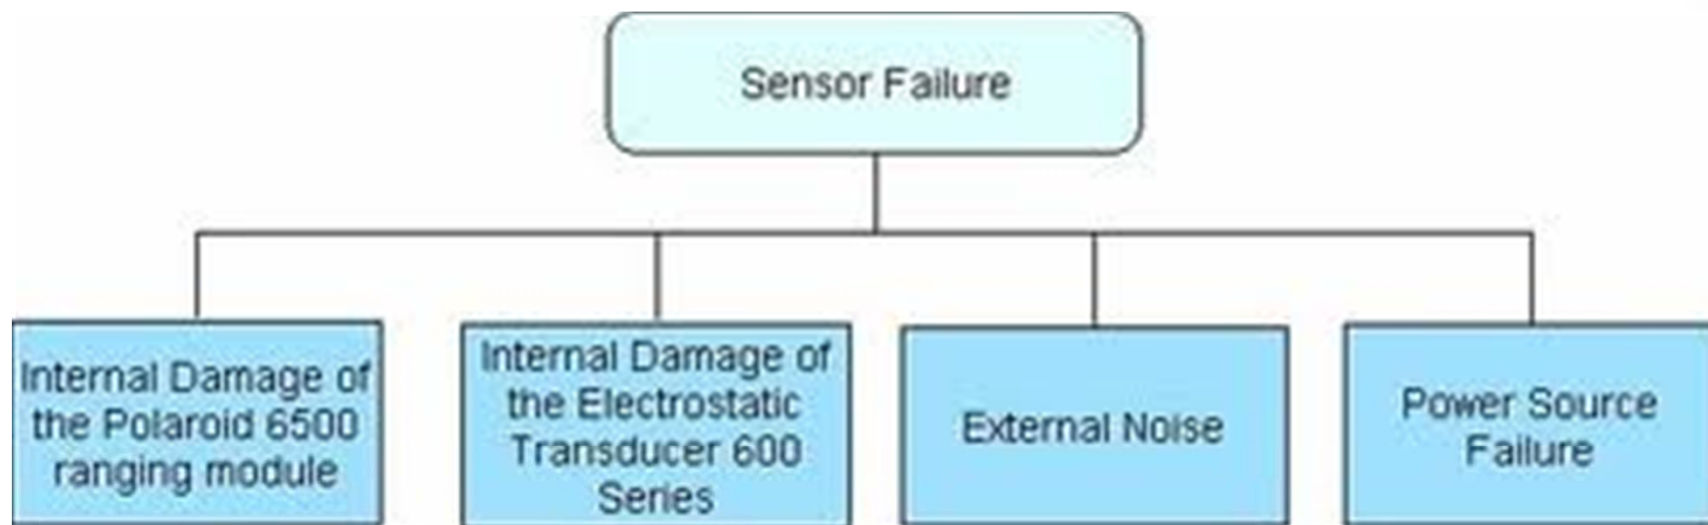 Sensor Failure
Internal Damage of
the Polaroid 6500
ranging module
Internal Damage of
the Electrostatic
Transducer 600
Series
External Noise
Power Source
Failure